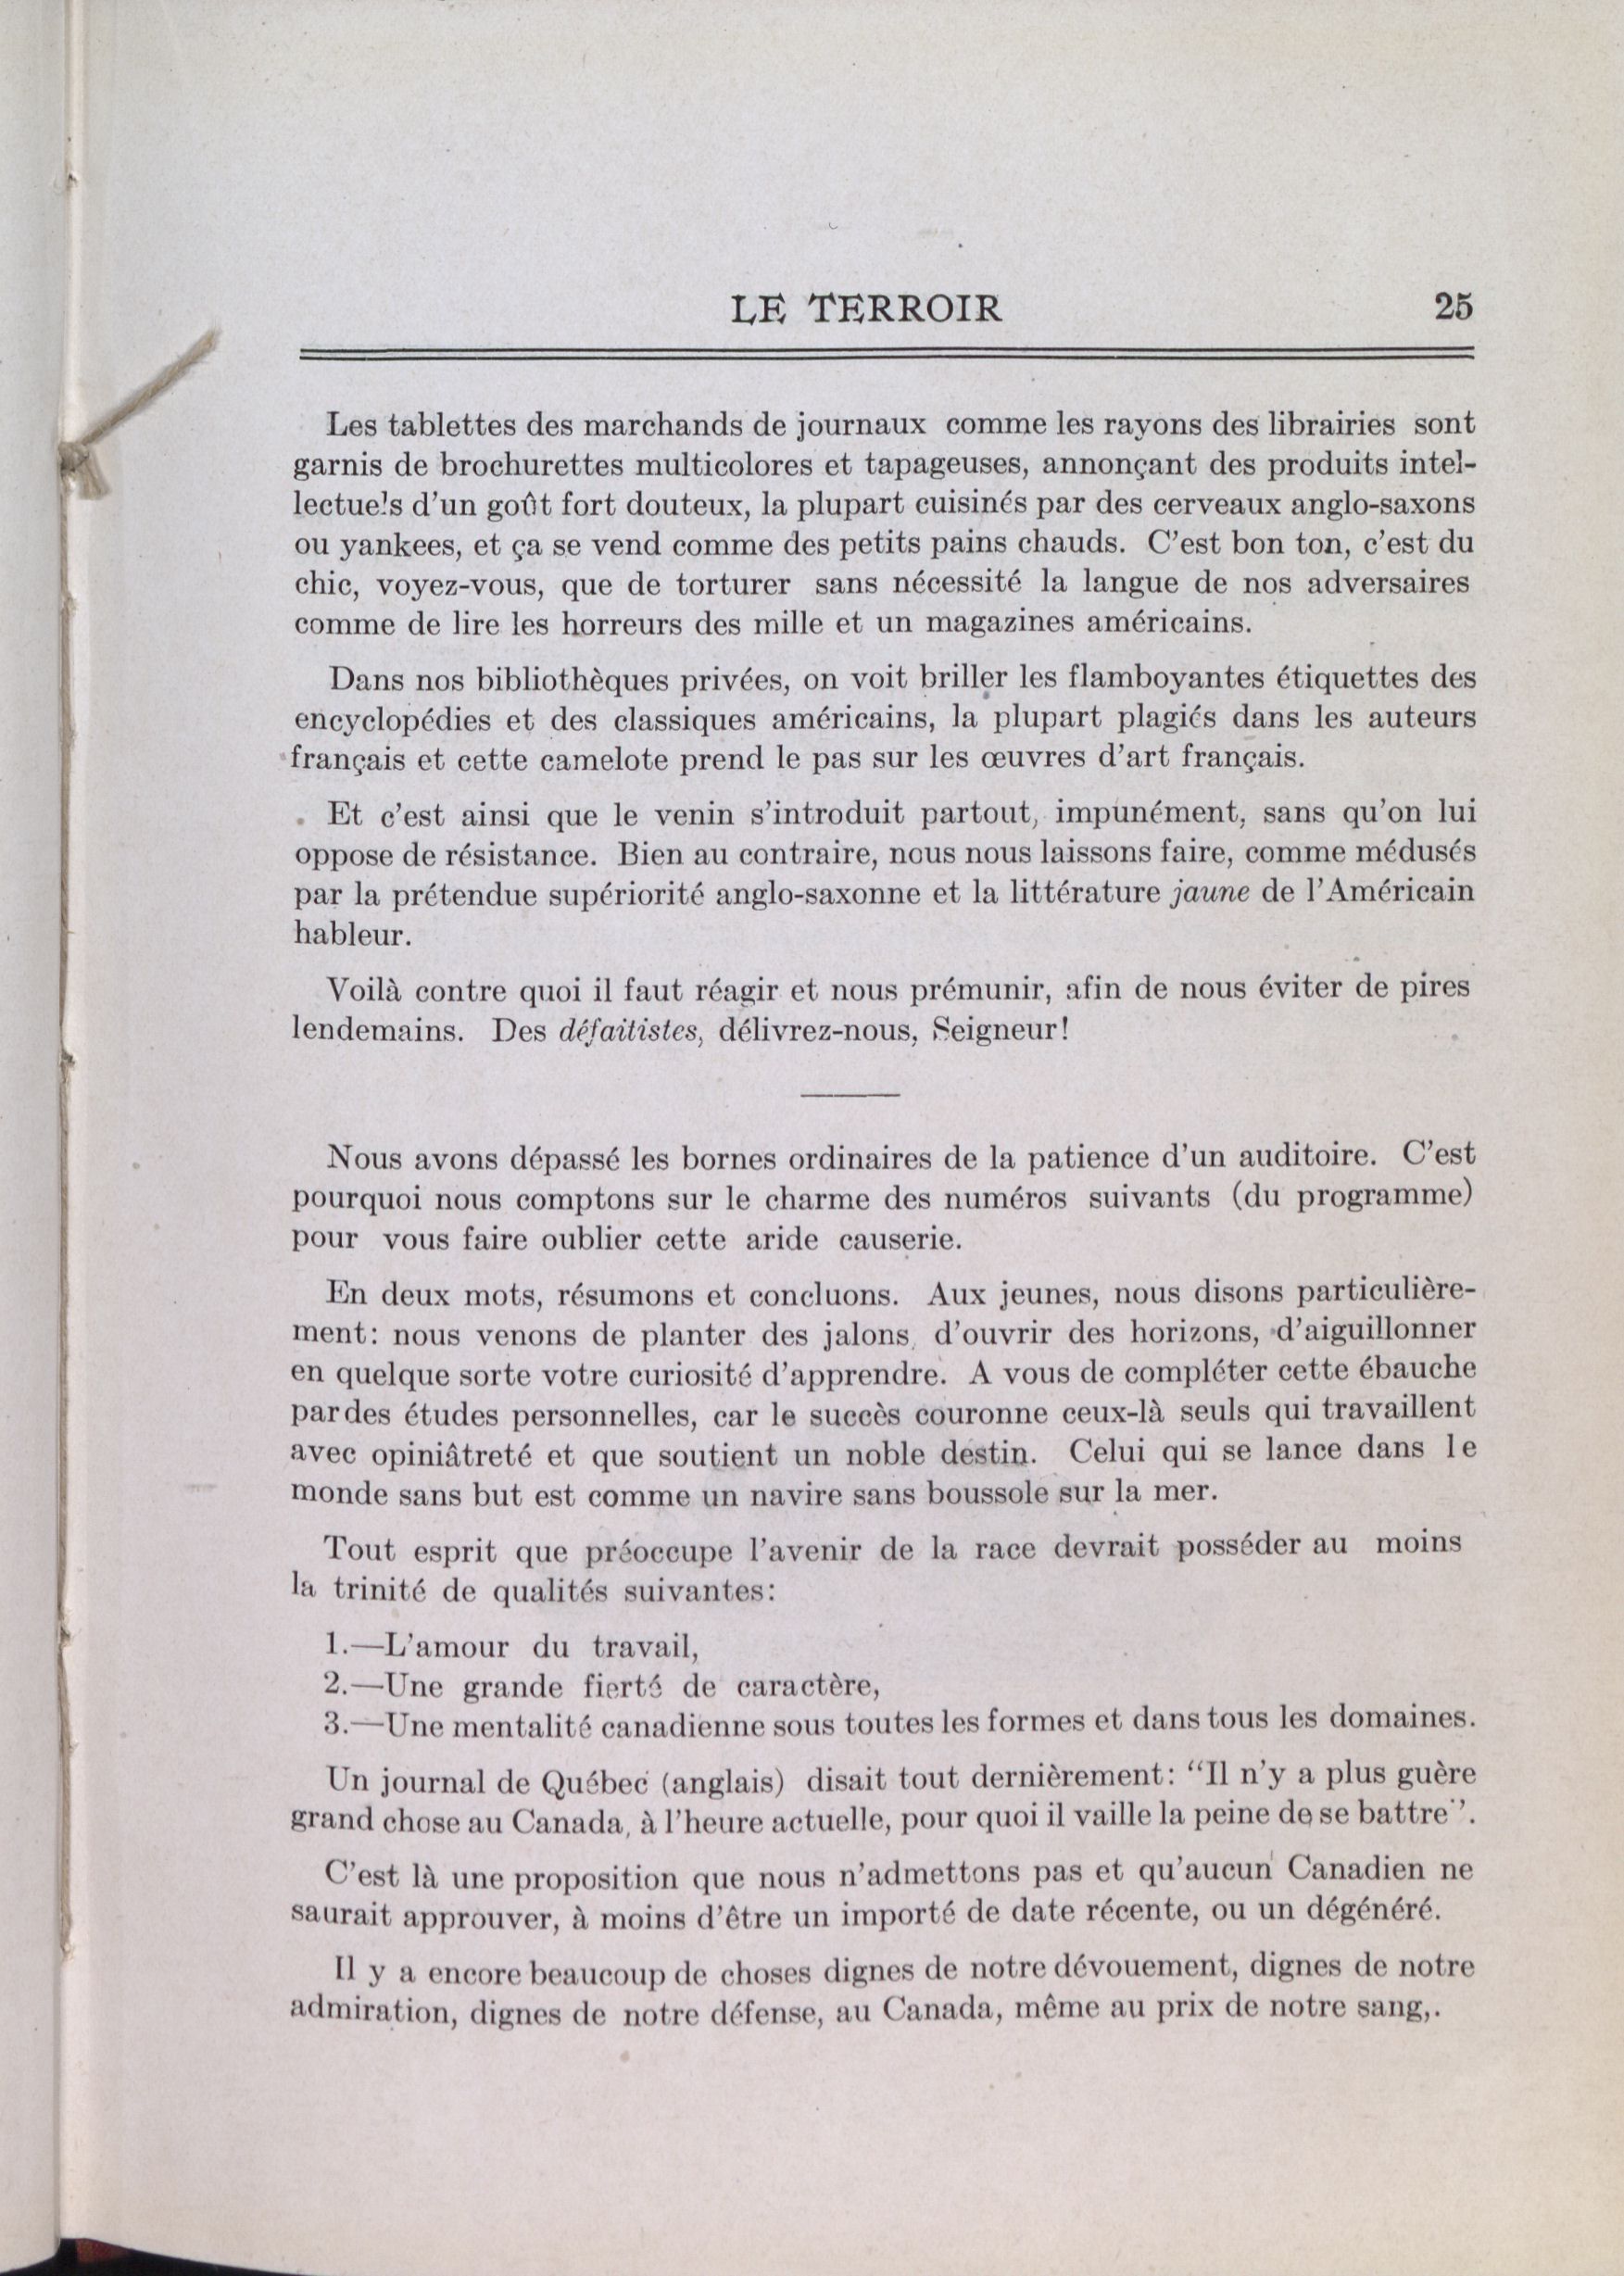 LE TERROIR 25
Les tablettes des marchands de journaux comme les rayons des librairies sont
garnis de brochurettes multicolores et tapageuses, annonçant des produits intel-
lectuels d'un goût fort douteux, la plupart cuisinés par des cerveaux anglo-saxons
ou yankees, et ça se vend comme des petits pains chauds. C'est bon ton, c'est du
chic, voyez-vous, que de torturer sans nécessité la langue de nos adversaires
comme de lire les horreurs des mille et un magazines américains.
Dans nos bibliothèques privées, on voit briller les flamboyantes étiquettes des
encyclopédies et des classiques américains, la plupart plagiés dans les auteurs
français et cette camelote prend le pas sur les œuvres d'art français.
Et c'est ainsi que le venin s'introduit partout, impunément, sans qu'on lui
oppose de résistance. Bien au contraire, nous nous laissons faire, comme médusés
par la prétendue supériorité anglo-saxonne et la littérature jaune de l'Américain
hableur.
Voilà contre quoi il faut réagir et nous prémunir, afin de nous éviter de pires
lendemains. Des défaitistes, délivrez-nous, Seigneur!
Nous avons dépassé les bornes ordinaires de la patience d'un auditoire. C'est
pourquoi nous comptons sur le charme des numéros suivants (du programme)
pour vous faire oublier cette aride causerie.
En deux mots, résumons et concluons. Aux jeunes, nous disons particulière-
ment: nous venons de planter des jalons, d'ouvrir des horizons, d'aiguillonner
en quelque sorte votre curiosité d'apprendre. A vous de compléter cette ébauche
par des études personnelles, car le succès couronne ceux-là seuls qui travaillent
avec opiniâtreté et que soutient un noble destin. Celui qui se lance dans le
monde sans but est comme un navire sans boussole sur la mer.
Tout esprit que préoccupe l'avenir de la race devrait posséder au moins
la trinité de qualités suivantes:
1.—L'amour du travail,
2.—Une grande fierté de caractère,
3.—Une mentalité canadienne sous toutes les formes et dans tous les domaines.
Un journal de Québec (anglais) disait tout dernièrement: "Il n'y a plus guère
grand chose au Canada, à l'heure actuelle, pour quoi il vaille la peine de se battre".
C'est là une proposition que nous n'admettons pas et qu'aucun Canadien ne
saurait approuver, à moins d'être un importé de date récente, ou un dégénéré.
Il y a encore beaucoup de choses dignes de notre dévouement, dignes de notre
admiration, dignes de notre défense, au Canada, même au prix de notre sang,.